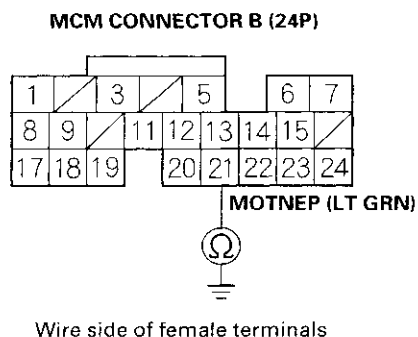 MCM CONNECTOR B (24P)
1 3 5 6 7
8 9 11 12 13 14 15
17 18 19 20 21 22 23 24
MOTNEP (LT GRN)
Ω
Wire side of female terminals